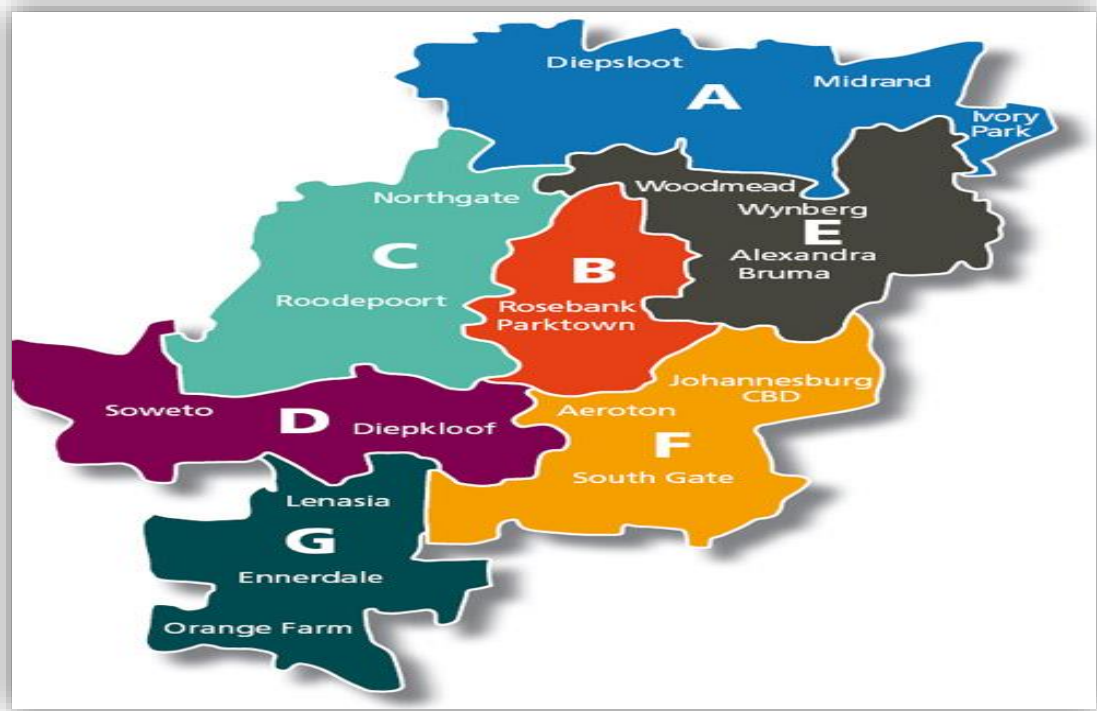 Diepsloot
A
Midrand
Ivory
Park
Woodmead
Northgate
Wynberg
E
C
Alexandra
B
Bruma
Roodepoort
Rosebank
Parktown
Johannesburg
CBD
Soweto
D
Diepkloof
Aeroton
F
South Gate
Lenasia
G
Ennerdale
Orange Farm